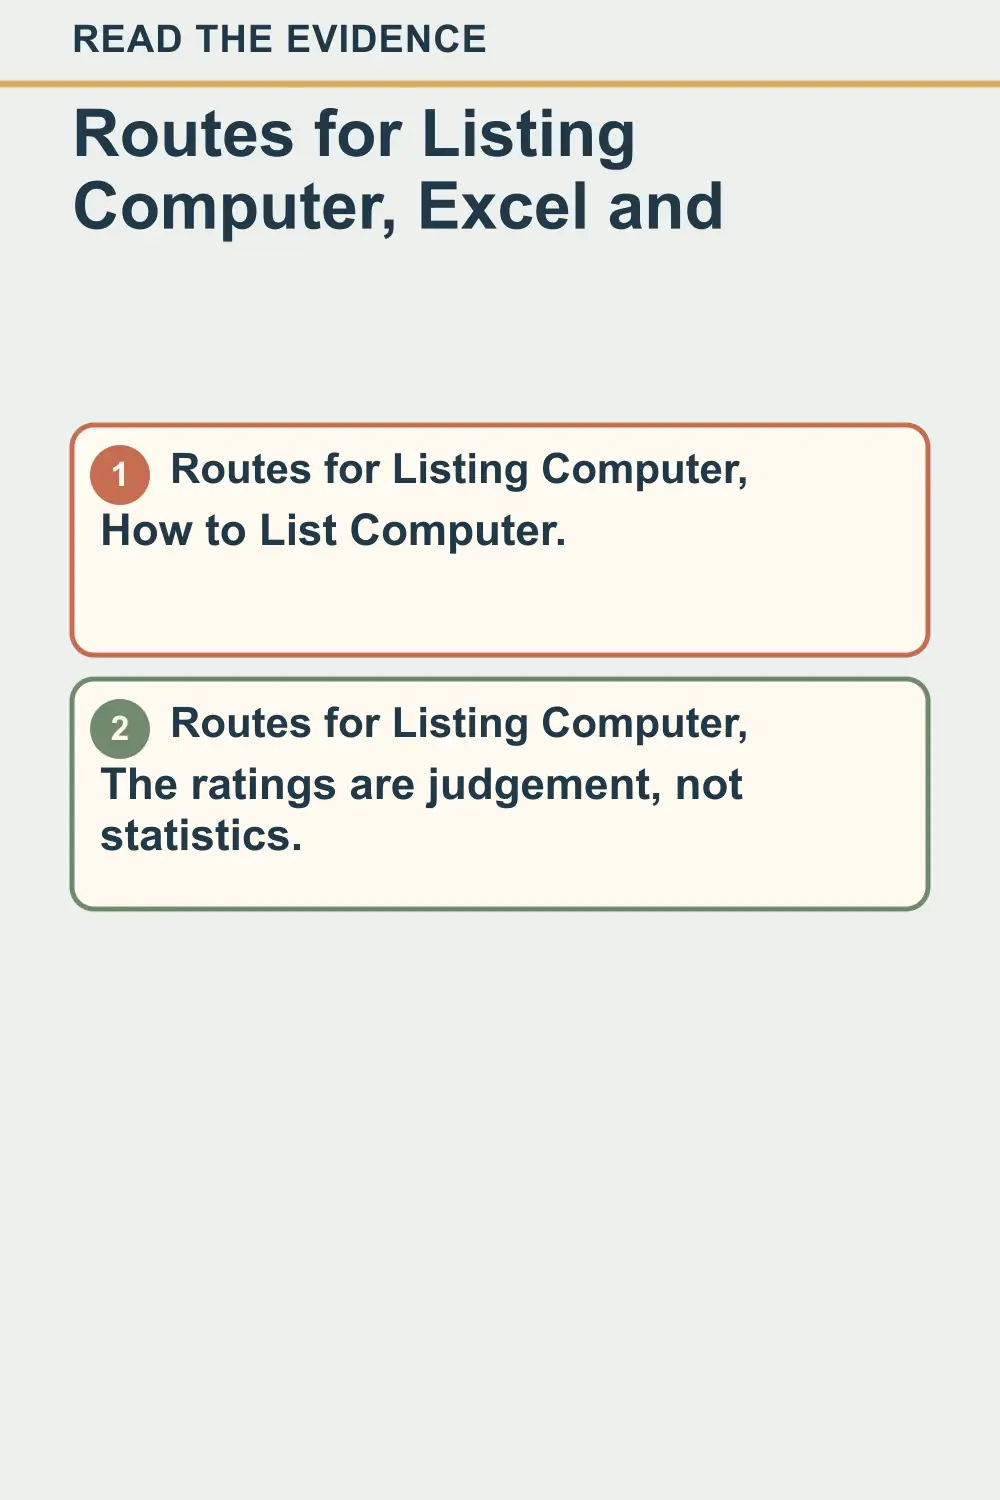 READ THE EVIDENCE
Routes for Listing
Computer, Excel and
1 Routes for Listing Computer,
How to List Computer.
2 Routes for Listing Computer,
The ratings are judgement, not
statistics.